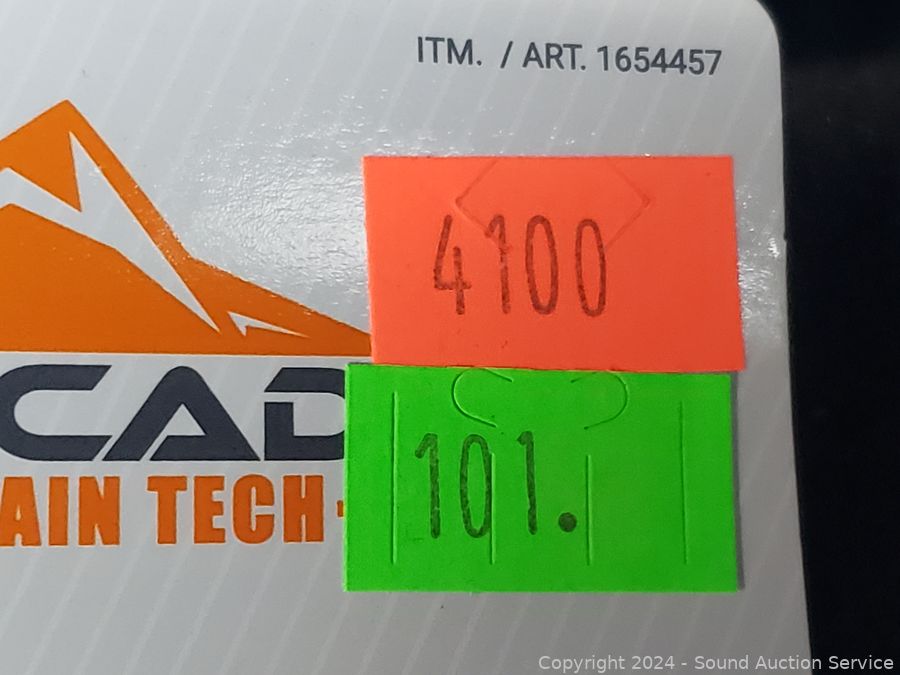 ITM. / ART. 1654457
4100
CAD
101.
AIN TECH
Copyright 2024 - Sound Auction Service